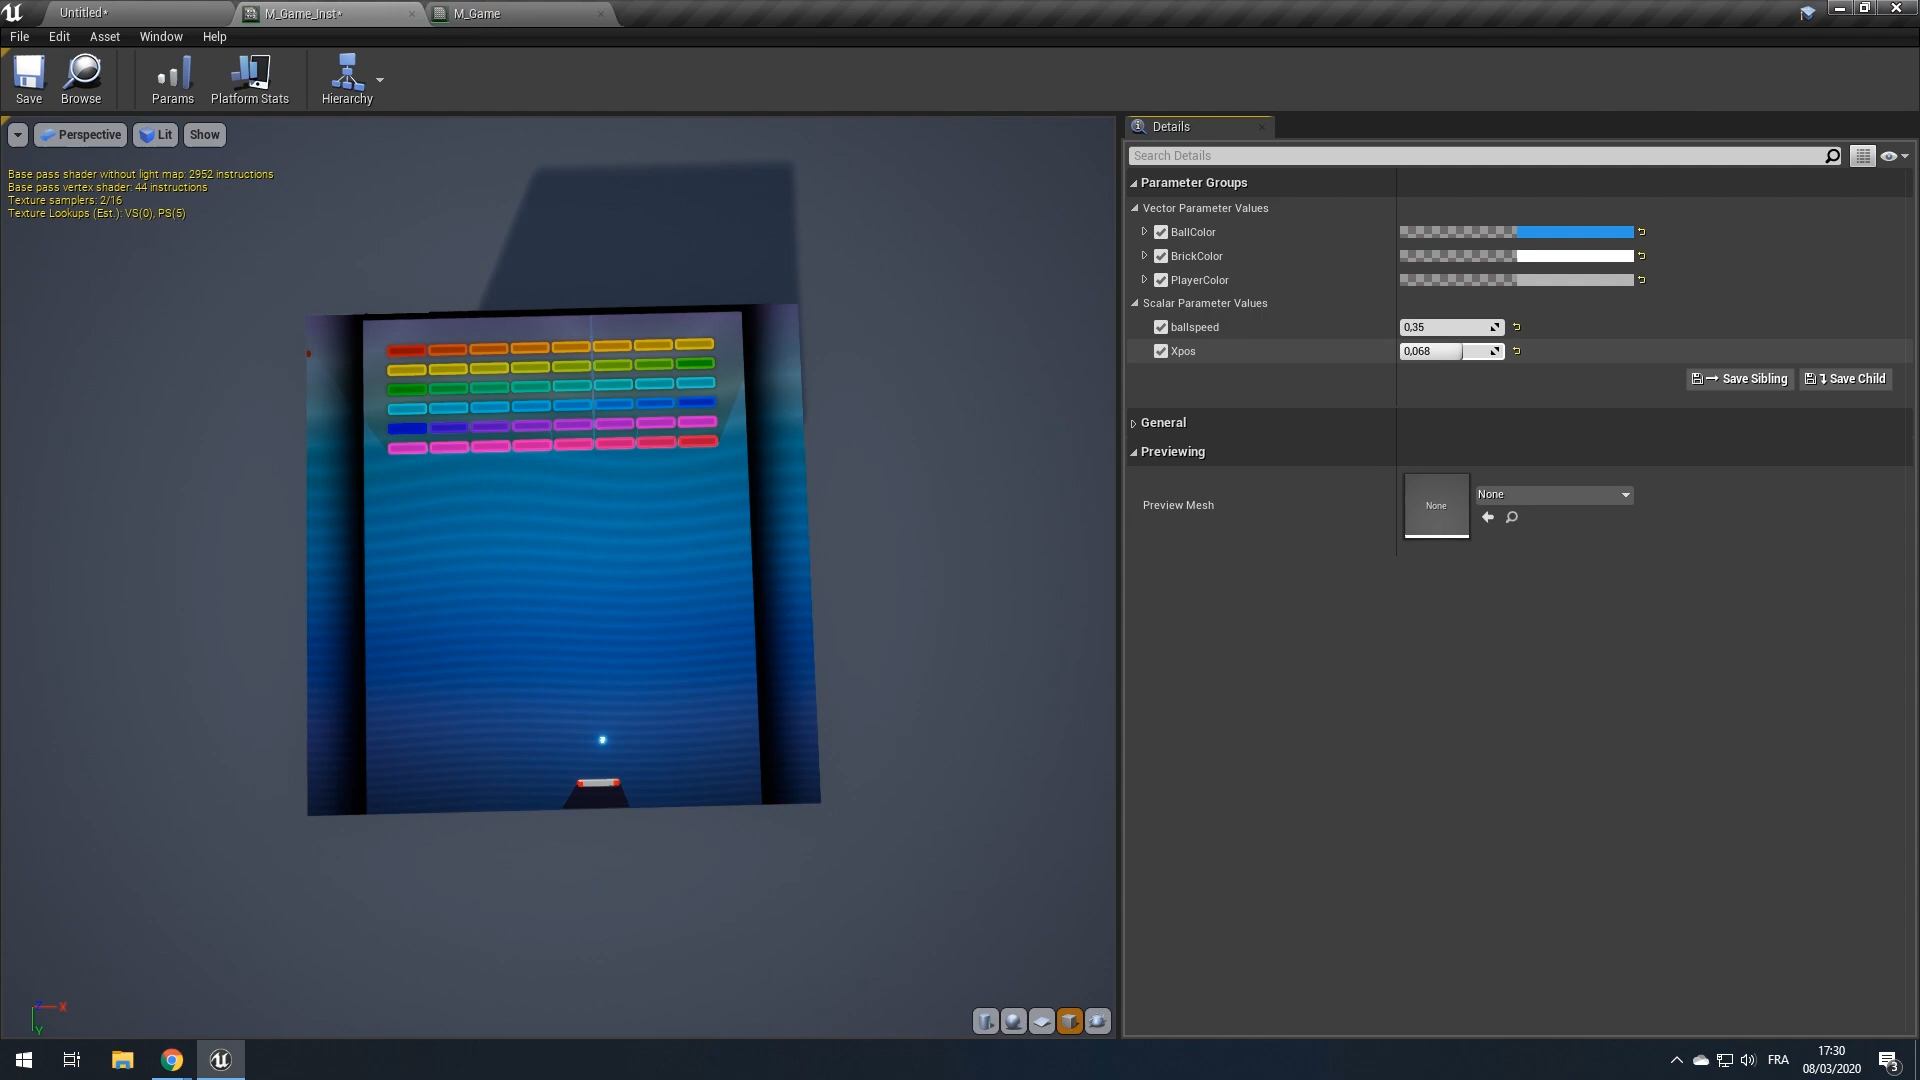 Untitled*
M_Game_Inst*
M_Game
File
Edit
Asset
Window
Help
Save
Browse
Params
Platform Stats
Hierarchy
Perspective
Lit
Show
Base pass shader without light map: 2952 instructions
Base pass vertex shader: 44 instructions
Texture samplers: 2/16
Texture Lookups (Est.): VS(0), PS(5)
X
Y
Details
Search Details
Parameter Groups
Vector Parameter Values
BallColor
BrickColor
PlayerColor
Scalar Parameter Values
ballspeed
0,35
Xpos
0,068
Save Sibling
Save Child
General
Previewing
Preview Mesh
None
None
FRA
17:30
08/03/2020
3